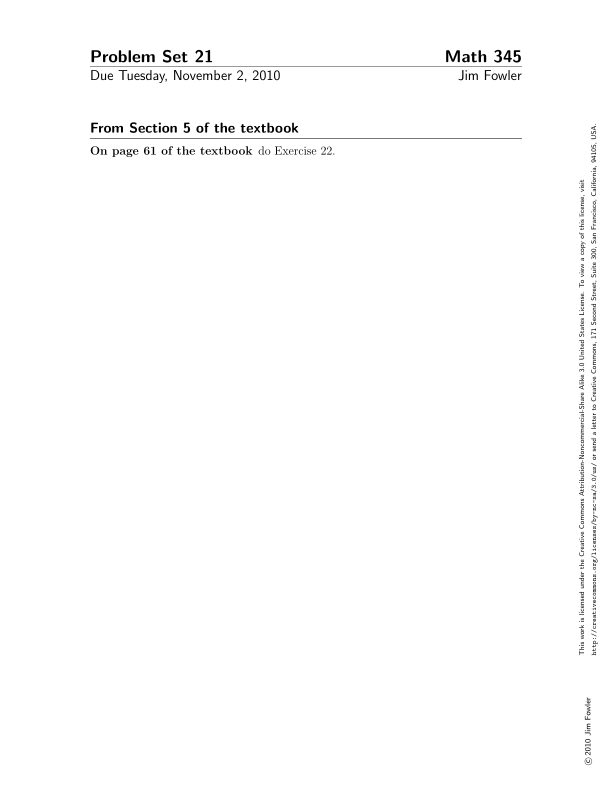 Problem Set 21 Math 345
Due Tuesday, November 2, 2010 Jim Fowler
From Section 5 of the textbook
On page 61 of the textbook do Exercise 22.
This work is licensed under the Creative Commons Attribution-Noncommercial-Share Alike 3.0 United States License. To view a copy of this license, visit
http://creativecommons.org/licenses/by-nc-sa/3.0/us/ or send a letter to Creative Commons, 171 Second Street, Suite 300, San Francisco, California, 94105, USA.
© 2010 Jim Fowler